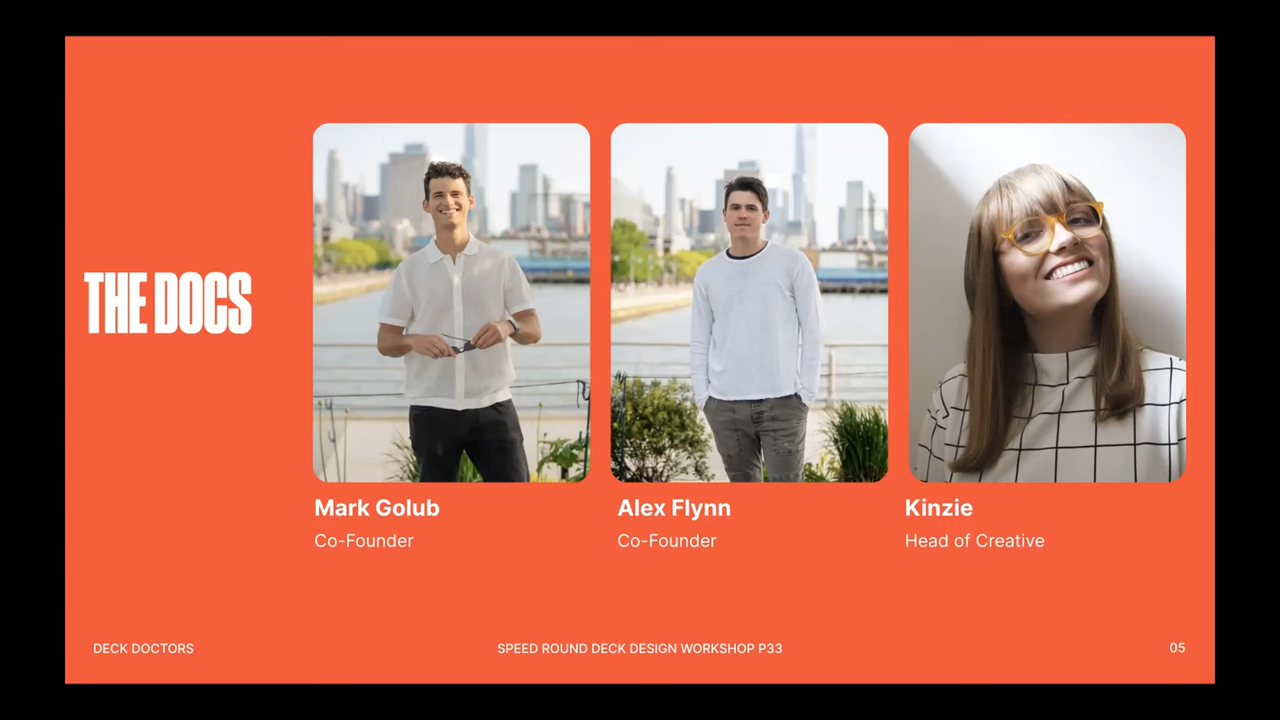 THE DOCS
Mark Golub
Co-Founder
Alex Flynn
Co-Founder
Kinzie
Head of Creative
DECK DOCTORS
SPEED ROUND DECK DESIGN WORKSHOP P33
05